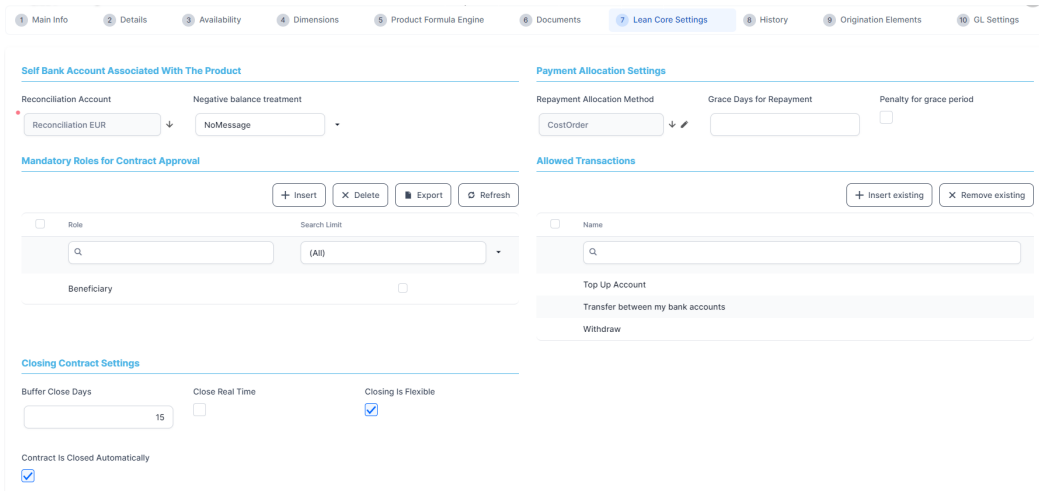 1 Main Info 2 Details 3 Availability 4 Dimensions 5 Product Formula Engine 6 Documents 7 Lean Core Settings 8 History 9 Origination Elements 10 GL Settings
Self Bank Account Associated With The Product
Reconciliation Account Negative balance treatment
* Reconciliation EUR NoMessage
Payment Allocation Settings
Repayment Allocation Method Grace Days for Repayment Penalty for grace period
CostOrder
Mandatory Roles for Contract Approval
Insert Delete Export Refresh
Role Search Limit
(All)
Beneficiary
Allowed Transactions
Insert existing Remove existing
Name
Top Up Account
Transfer between my bank accounts
Withdraw
Closing Contract Settings
Buffer Close Days Close Real Time Closing Is Flexible
15
Contract Is Closed Automatically